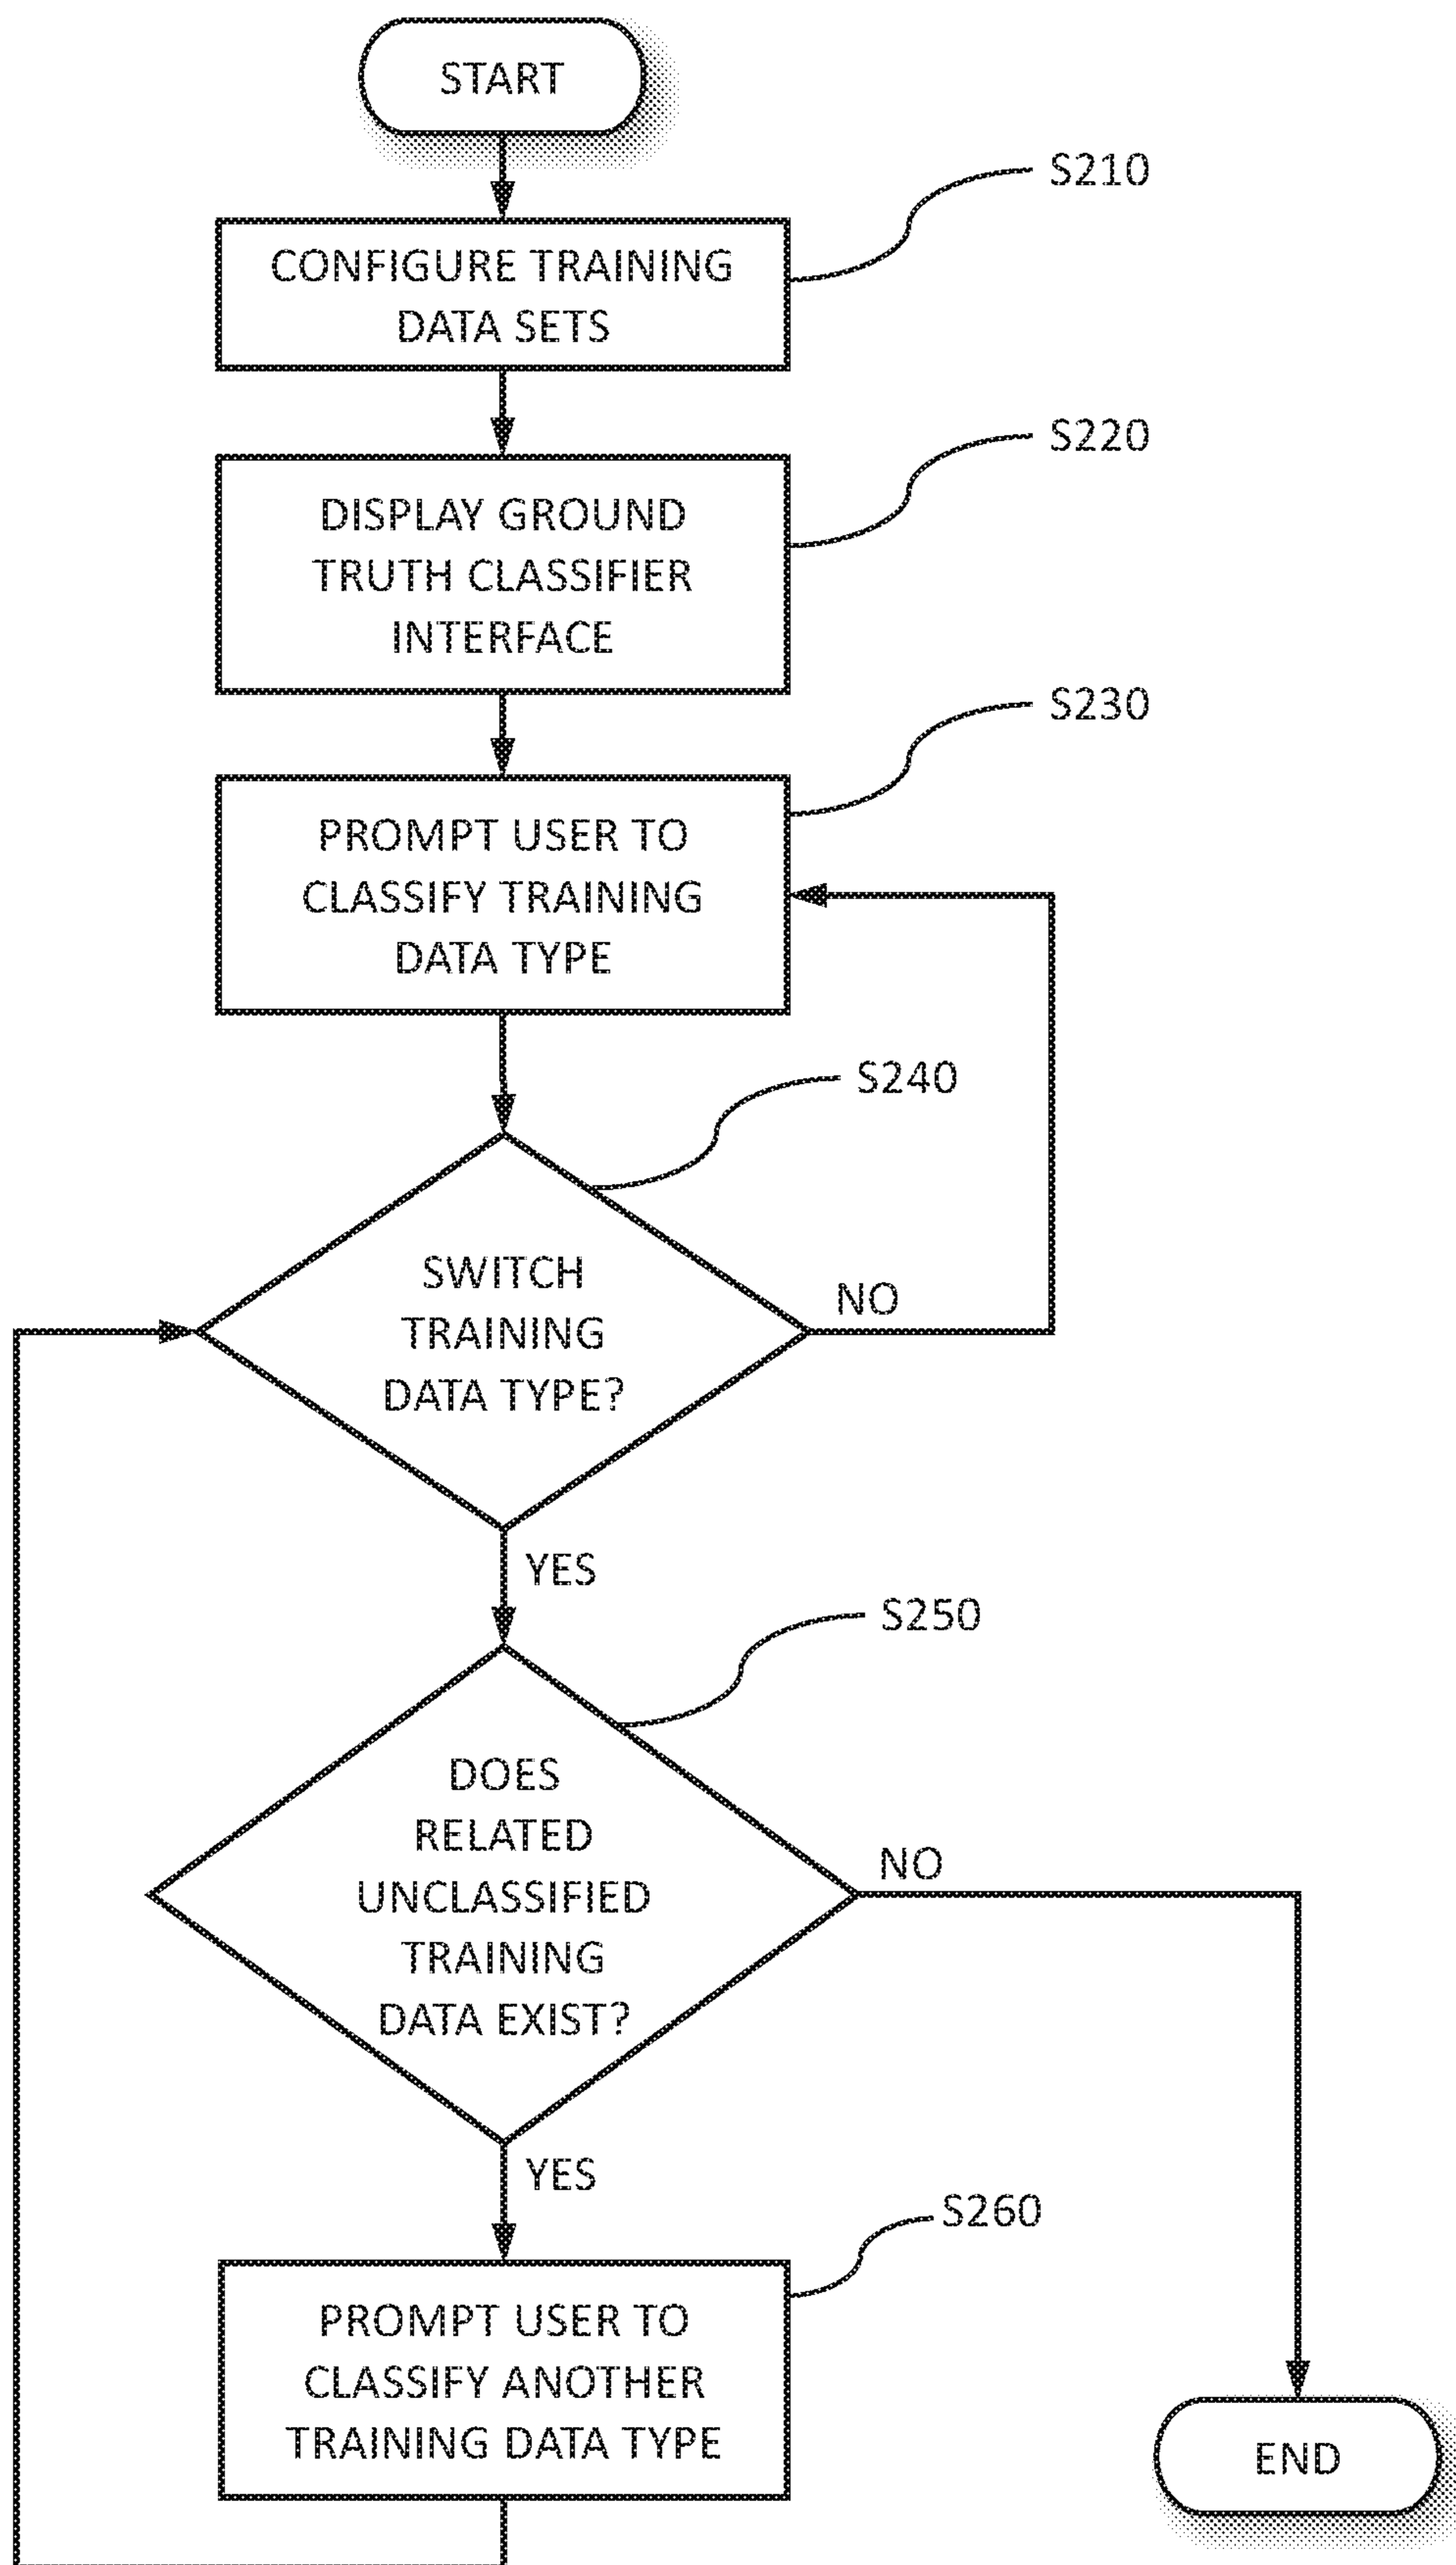 START
S210
CONFIGURE TRAINING
DATA SETS
S220
DISPLAY GROUND
TRUTH CLASSIFIER
INTERFACE
S230
PROMPT USER TO
CLASSIFY TRAINING
DATA TYPE
S240
SWITCH
TRAINING
DATA TYPE?
NO
YES
S250
DOES
RELATED
UNCLASSIFIED
TRAINING
DATA EXIST?
NO
YES
S260
PROMPT USER TO
CLASSIFY ANOTHER
TRAINING DATA TYPE
END